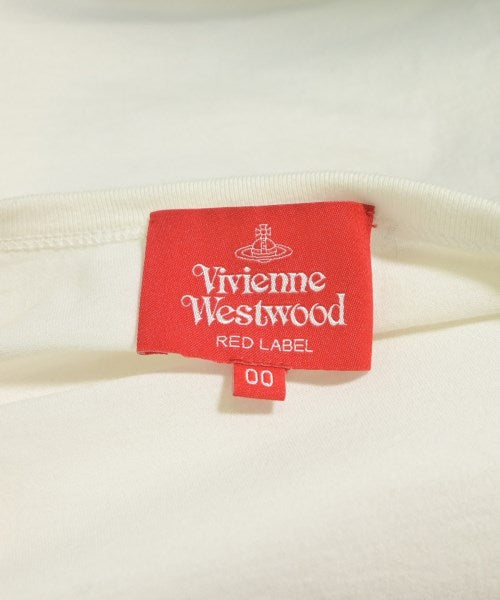 Vivienne
Westwood
RED LABEL
00